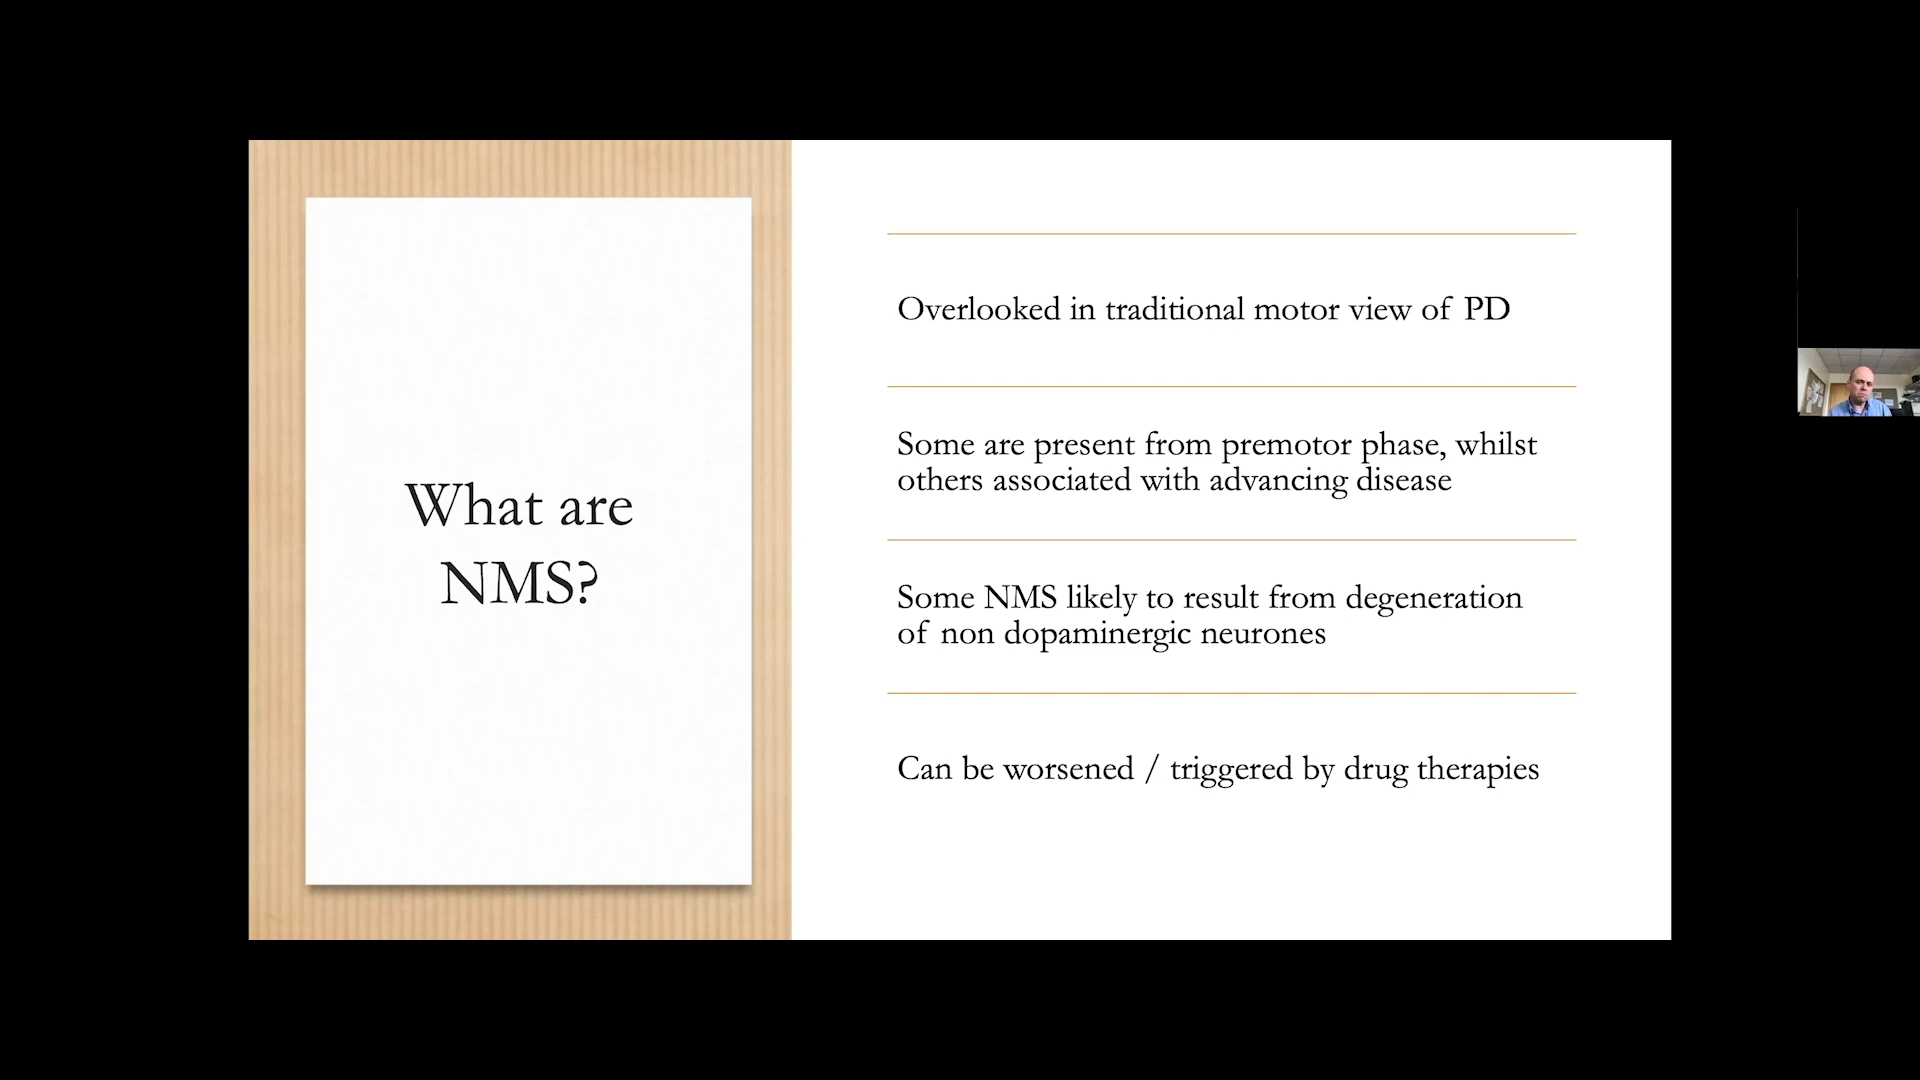 What are
NMS?
Overlooked in traditional motor view of PD
Some are present from premotor phase, whilst
others associated with advancing disease
Some NMS likely to result from degeneration
of non dopaminergic neurones
Can be worsened / triggered by drug therapies